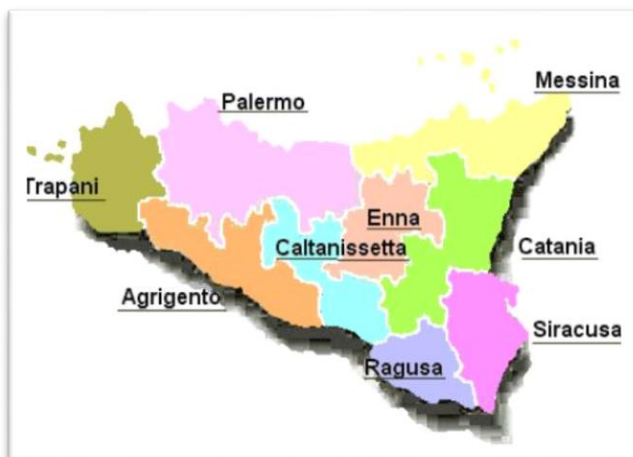 Messina
Palermo
Trapani
Enna
Caltanissetta
Catania
Agrigento
Siracusa
Ragusa